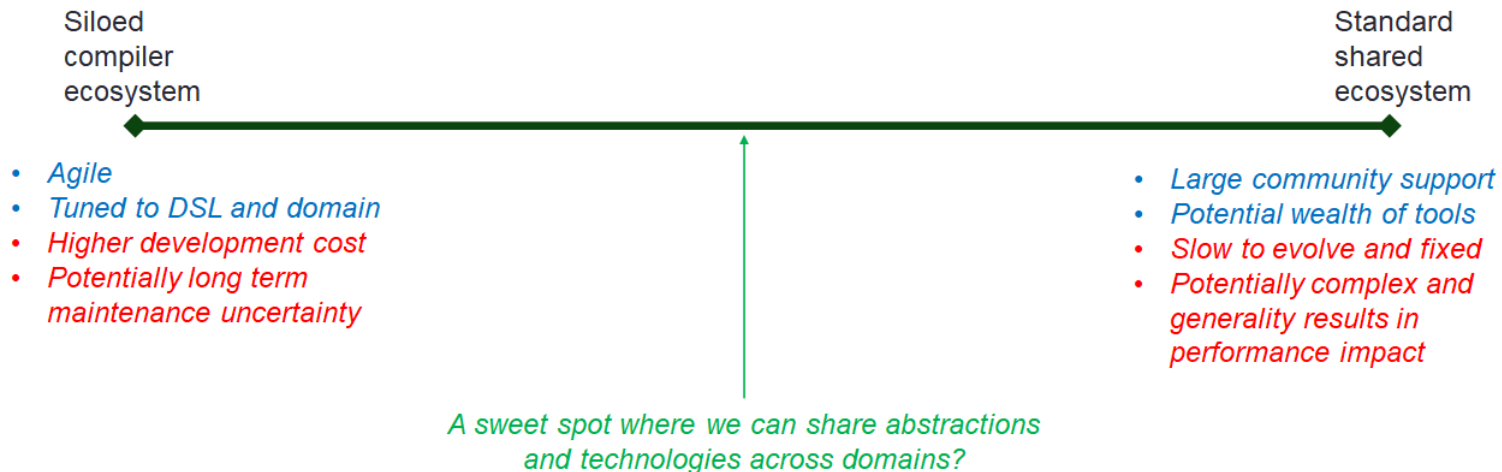 Siloed
compiler
ecosystem
Standard
shared
ecosystem
• Agile
• Tuned to DSL and domain
• Higher development cost
• Potentially long term
maintenance uncertainty
• Large community support
• Potential wealth of tools
• Slow to evolve and fixed
• Potentially complex and
generality results in
performance impact
A sweet spot where we can share abstractions
and technologies across domains?